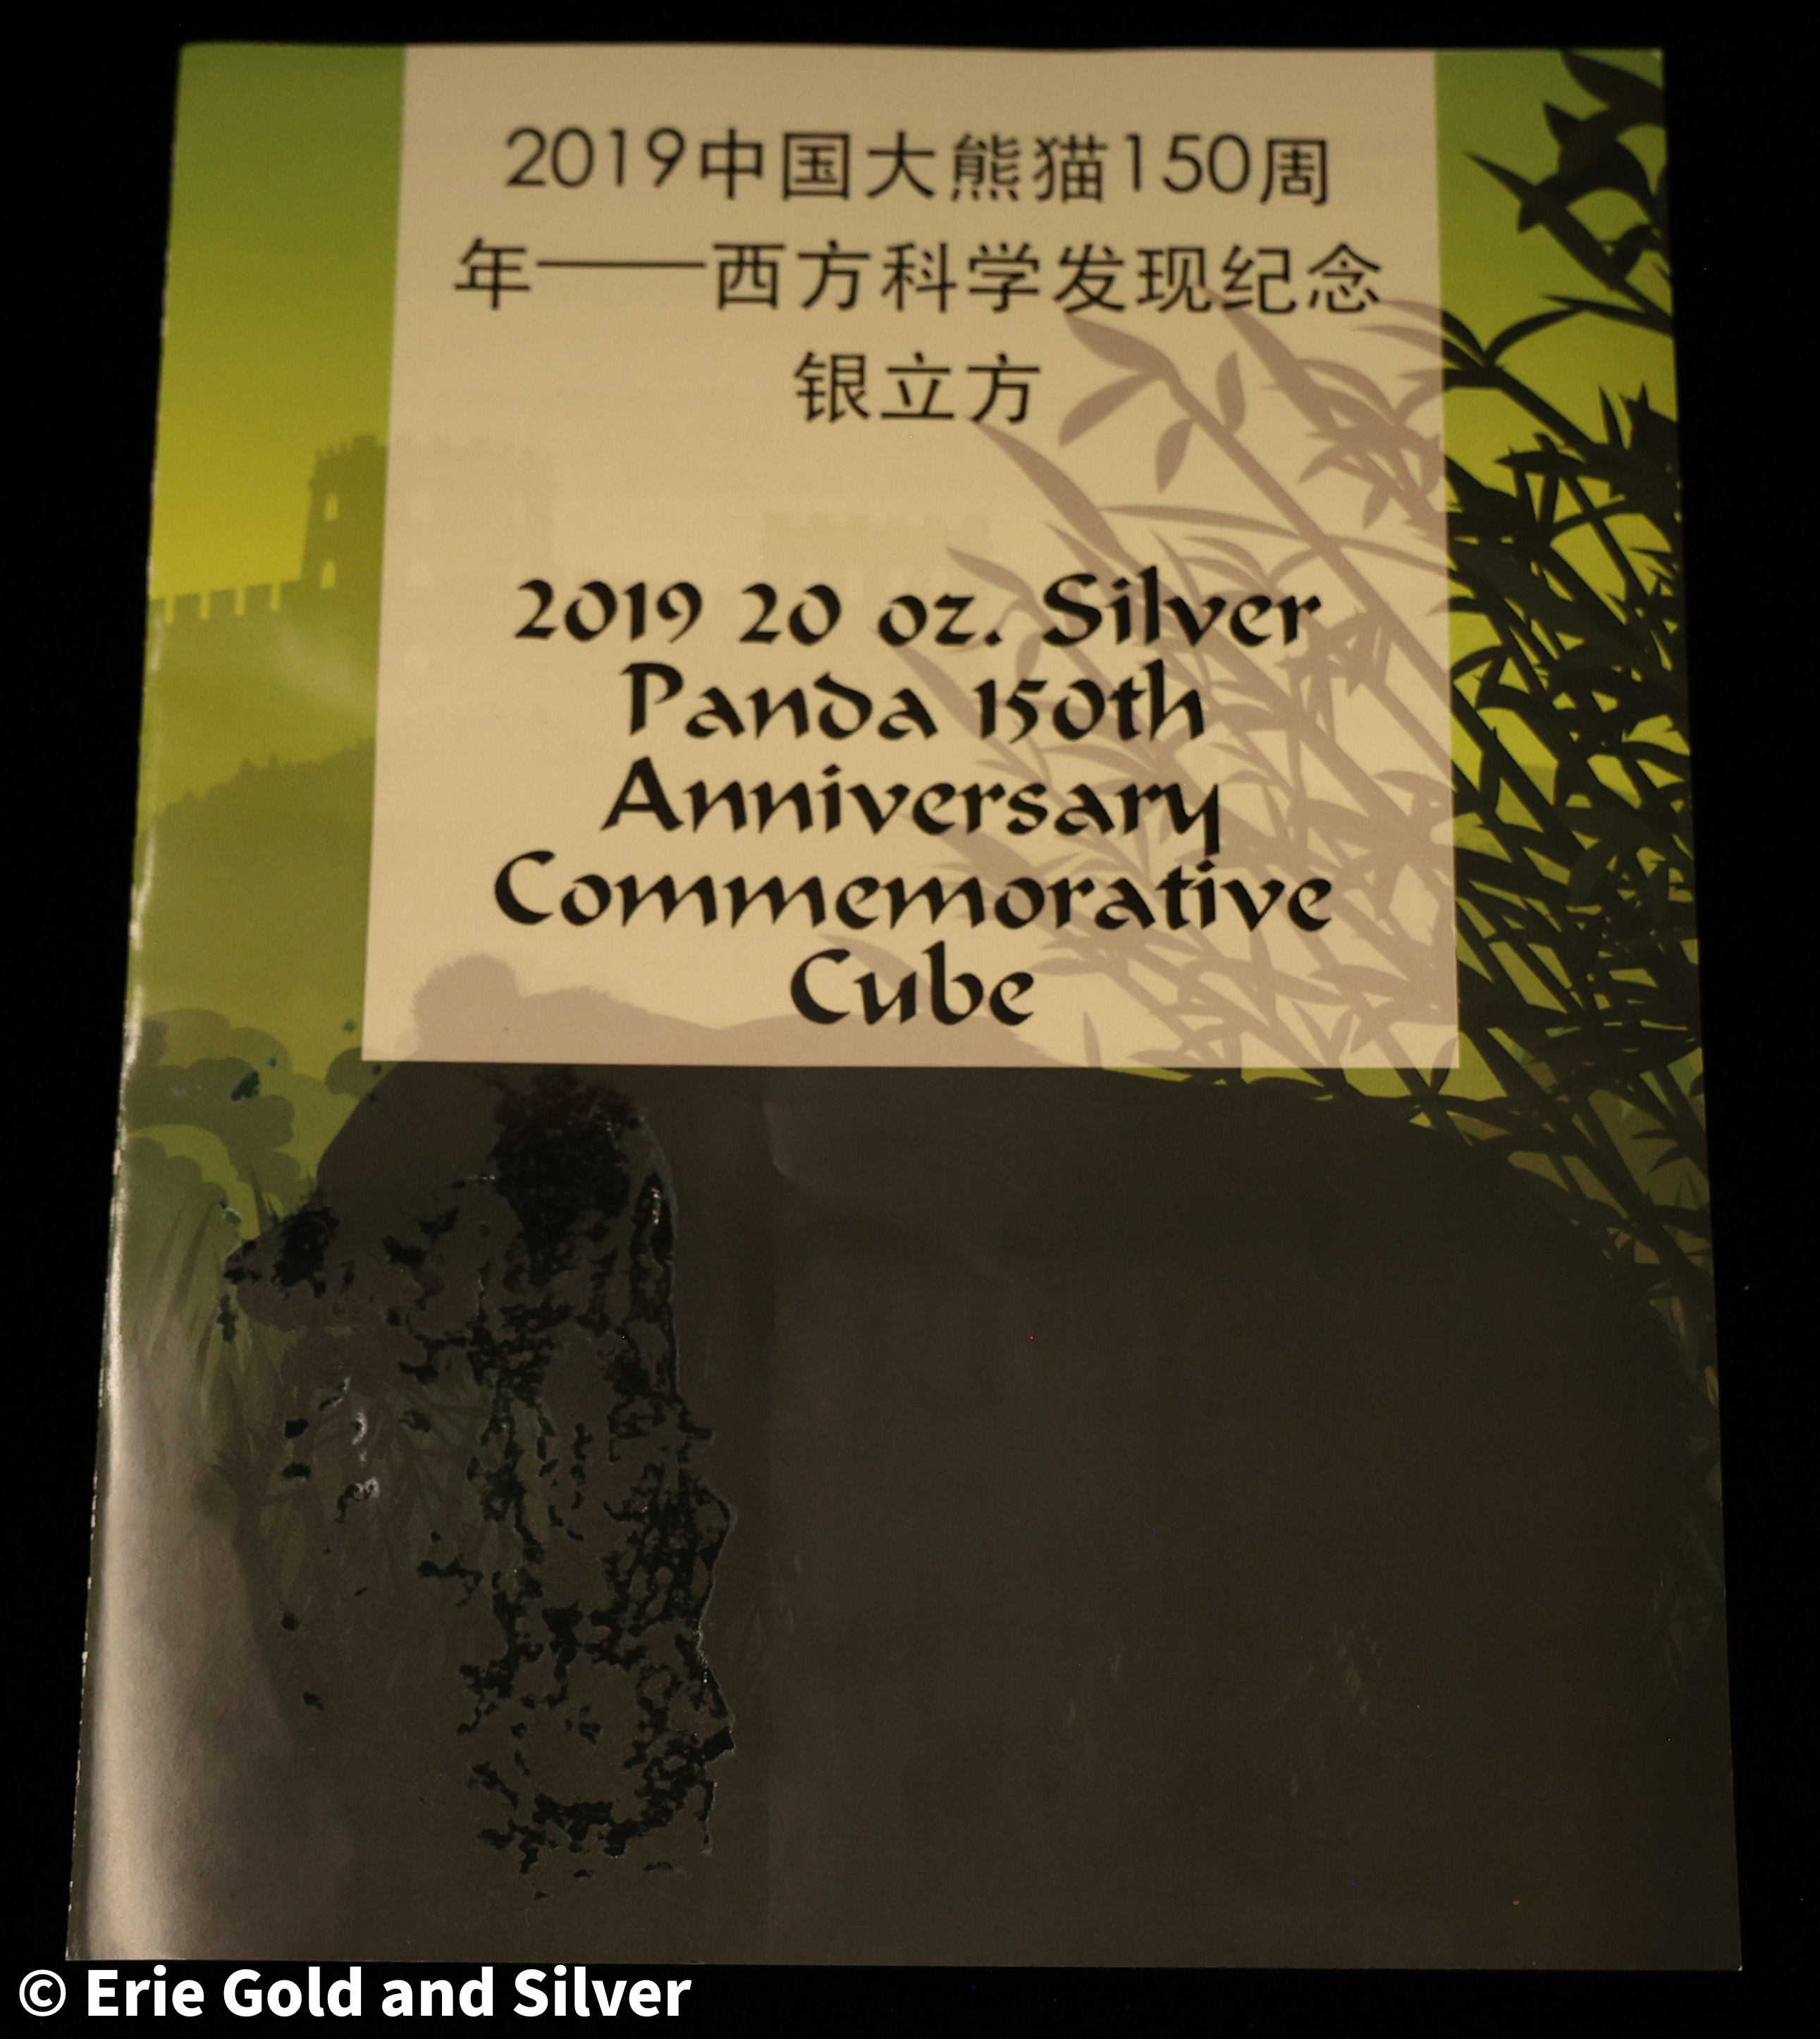 2019中国大熊猫150周
年——西方科学发现纪念
银立方
2019 20 oz. Silver
Panda 150th
Anniversary
Commemorative
Cube
© Erie Gold and Silver